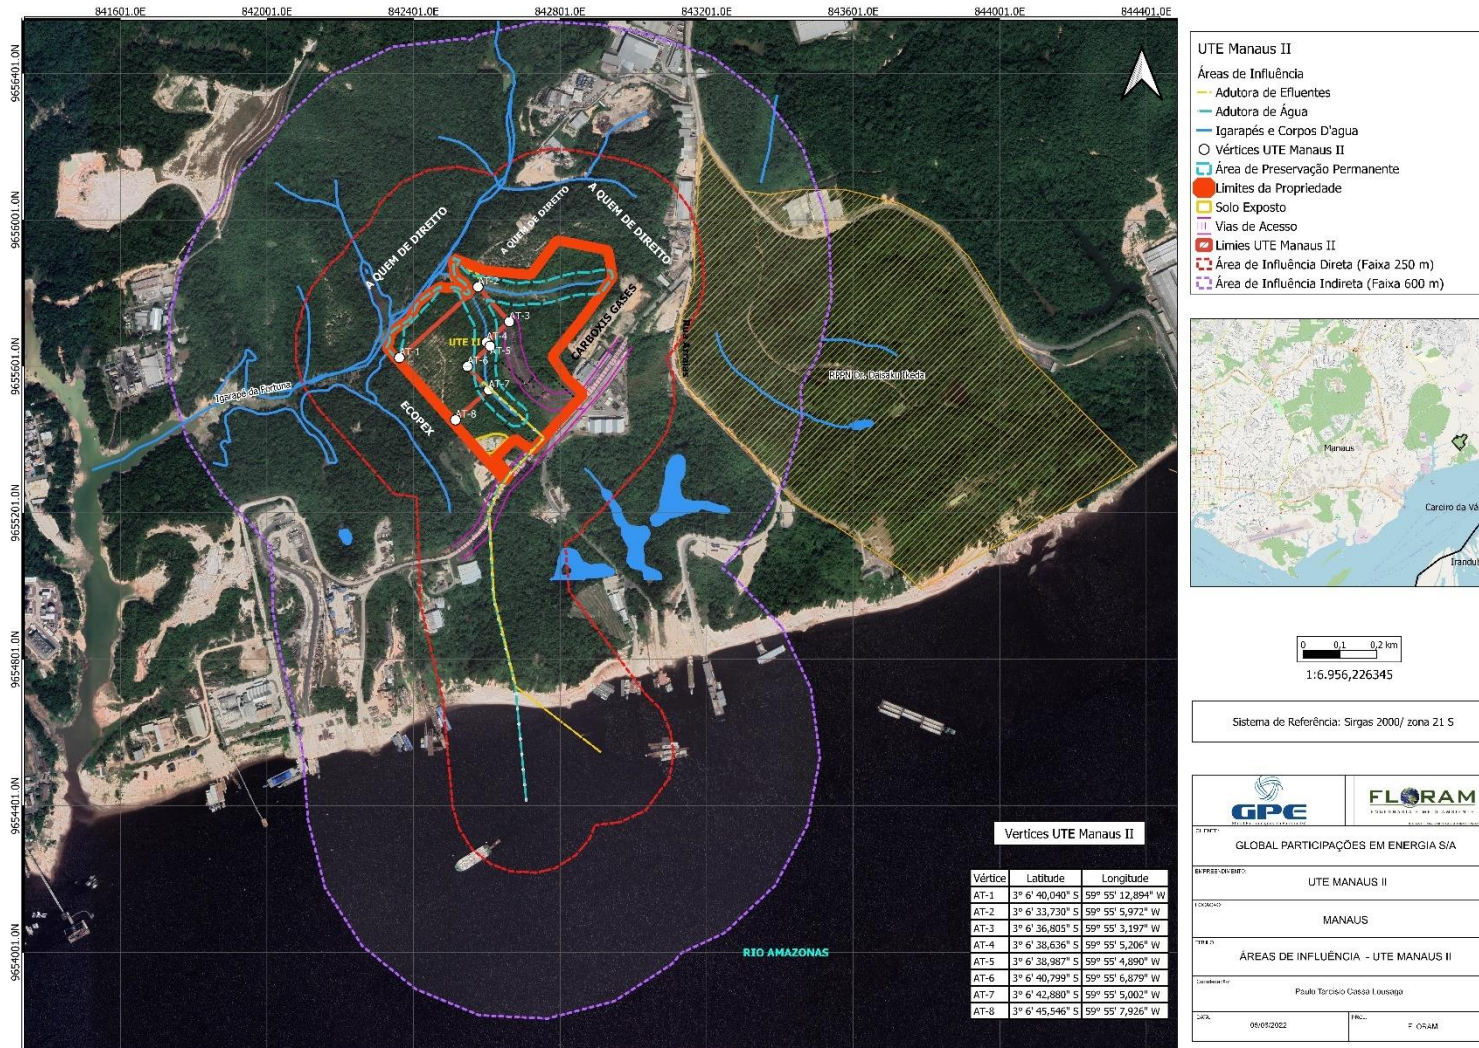 841601.0E 842001.0E 842401.0E 842801.0E 843201.0E 843601.0E 844001.0E 844401.0E
9656401.0N
9656001.0N
9655601.0N
9655201.0N
9654801.0N
9654401.0N
9654001.0N
A QUEM DE DIREITO
A QUEM DE DIREITO
A QUEM DE DIREITO
AT-2
AT-3
UTE II
AT-4
AT-5
AT-1
AT-6
AT-7
AT-8
CARBOXIS GASES
ECOPEX
Igarapé da Fortuna
RPPN Dr. Daisaku Ikeda
RIO AMAZONAS
Vertices UTE Manaus II
Vértice Latitude Longitude
AT-1 3° 6' 40,040" S 59° 55' 12,894" W
AT-2 3° 6' 33,730" S 59° 55' 5,972" W
AT-3 3° 6' 36,805" S 59° 55' 3,197" W
AT-4 3° 6' 38,636" S 59° 55' 5,206" W
AT-5 3° 6' 38,987" S 59° 55' 4,890" W
AT-6 3° 6' 40,799" S 59° 55' 6,879" W
AT-7 3° 6' 42,880" S 59° 55' 5,002" W
AT-8 3° 6' 45,546" S 59° 55' 7,926" W
UTE Manaus II
Áreas de Influência
Adutora de Efluentes
Adutora de Água
Igarapés e Corpos D'agua
Vértices UTE Manaus II
Área de Preservação Permanente
Limites da Propriedade
Solo Exposto
Vias de Acesso
Limies UTE Manaus II
Área de Influência Direta (Faixa 250 m)
Área de Influência Indireta (Faixa 600 m)
Manaus
Careiro da Vá
Irandub
0 0,1 0,2 km
1:6.956,226345
Sistema de Referência: Sirgas 2000/ zona 21 S
GPE
FLORAM
GLOBAL PARTICIPAÇÕES EM ENERGIA S/A
EMPREENDIMENTO:
UTE MANAUS II
MANAUS
ÁREAS DE INFLUÊNCIA - UTE MANAUS II
Paulo Tarcisio Cassa Lousaga
DATA:
FLORAM